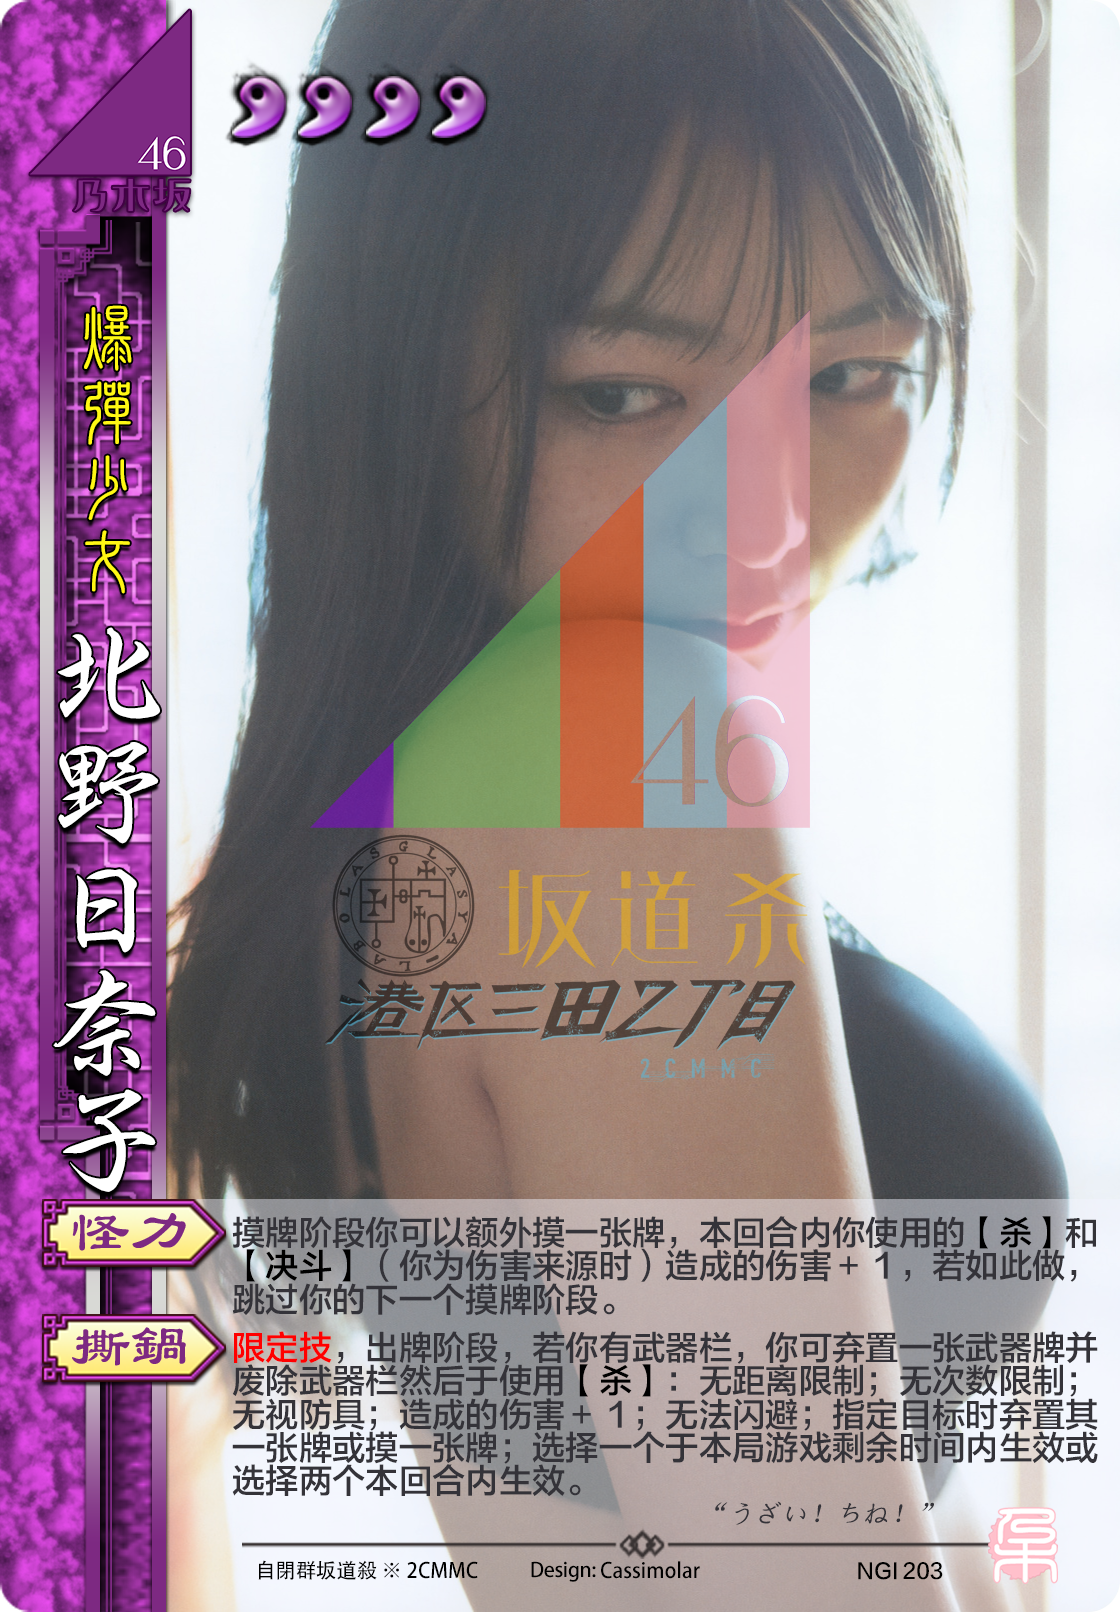 46
乃木坂
爆彈少女
北野日奈子
46
GLASYA-LABOLAS
坂道杀
港区三田乙丁目
2CMMC
怪力
摸牌阶段你可以额外摸一张牌，本回合内你使用的【杀】和
【决斗】（你为伤害来源时）造成的伤害＋1，若如此做，
跳过你的下一个摸牌阶段。
撕鍋
限定技，出牌阶段，若你有武器栏，你可弃置一张武器牌并
废除武器栏然后于使用【杀】：无距离限制；无次数限制；
无视防具；造成的伤害＋1；无法闪避；指定目标时弃置其
一张牌或摸一张牌；选择一个于本局游戏剩余时间内生效或
选择两个本回合内生效。
“うざい！ちね！”
自閉群坂道殺 ※ 2CMMC Design: Cassimolar NGI 203